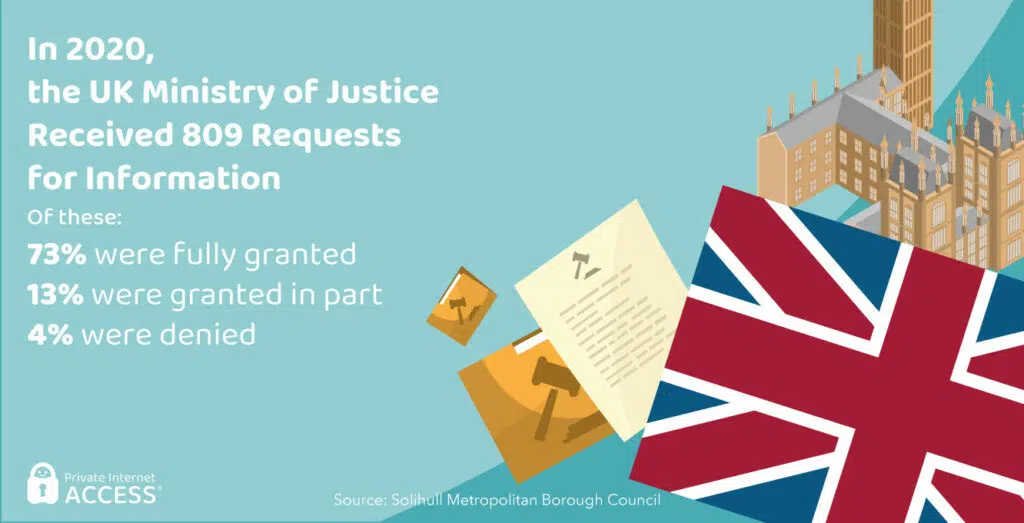 In 2020,
the UK Ministry of Justice
Received 809 Requests
for Information
Of these:
73% were fully granted
13% were granted in part
4% were denied
Private Internet
ACCESS®
Source: Solihull Metropolitan Borough Council